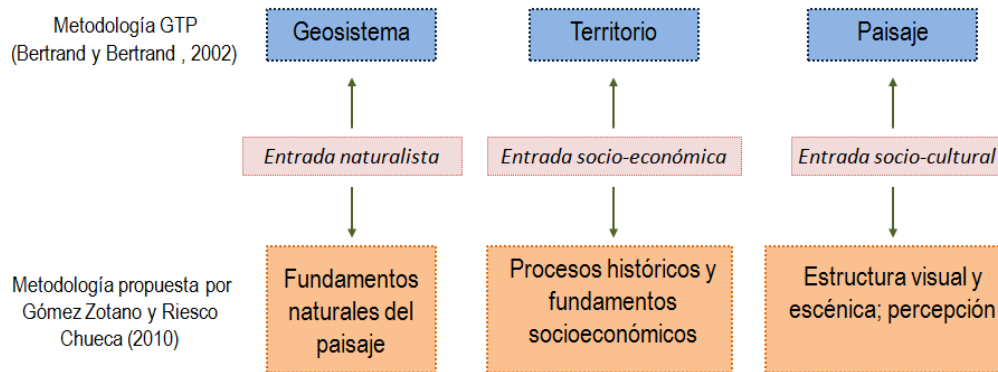 Metodología GTP
(Bertrand y Bertrand , 2002)
Geosistema
Territorio
Paisaje
Entrada naturalista
Entrada socio-económica
Entrada socio-cultural
Metodología propuesta por
Gómez Zotano y Riesco
Chueca (2010)
Fundamentos
naturales del
paisaje
Procesos históricos y
fundamentos
socioeconómicos
Estructura visual y
escénica; percepción